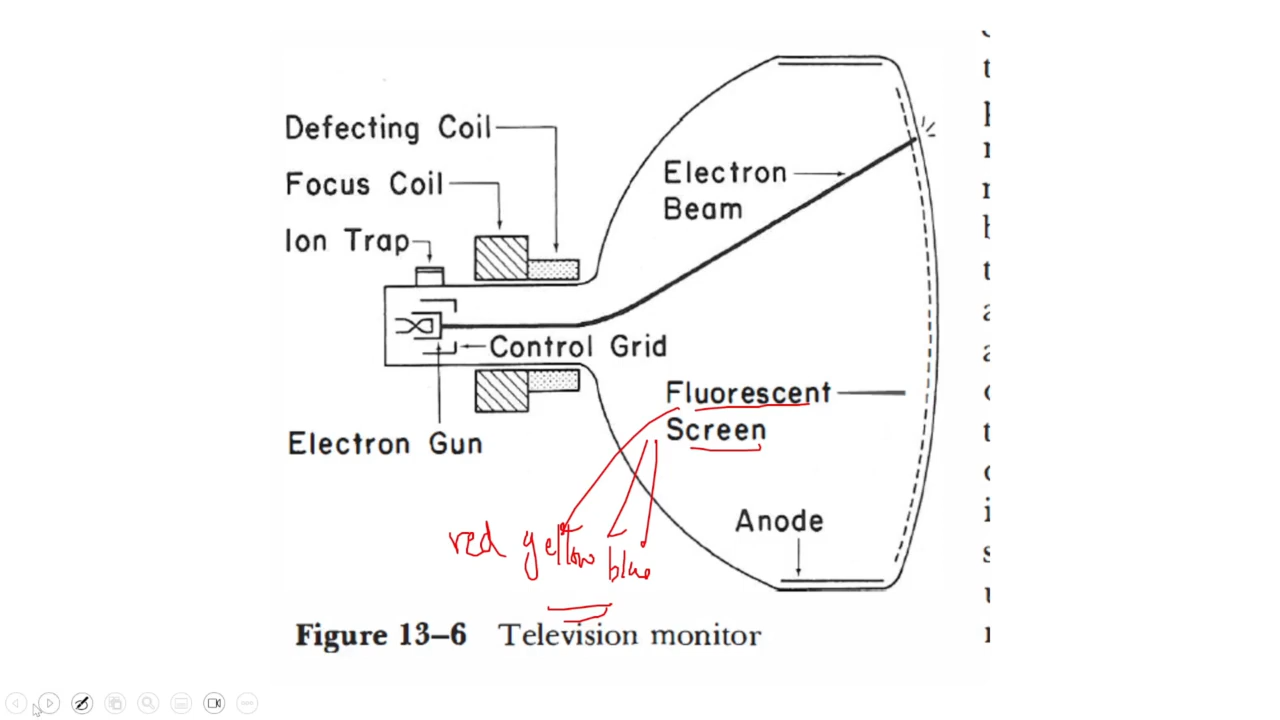 Defecting Coil
Focus Coil
Ion Trap
Electron
Beam
Control Grid
Fluorescent
Screen
Electron Gun
Anode
red yellow blue
Figure 13–6 Television monitor